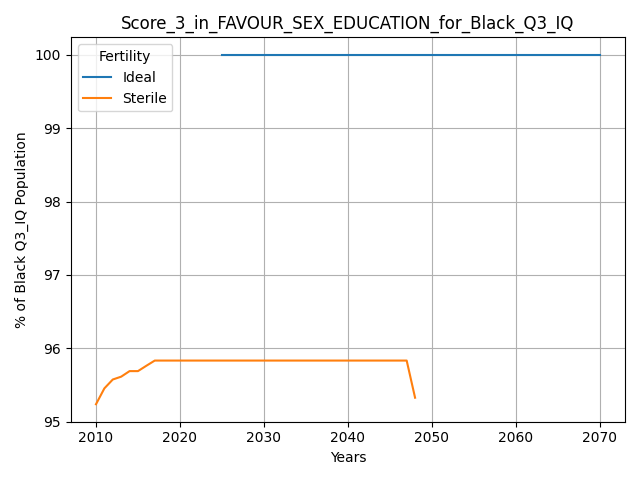 Score_3_in_FAVOUR_SEX_EDUCATION_for_Black_Q3_IQ
Fertility
Ideal
Sterile
% of Black Q3_IQ Population
100
99
98
97
96
95
2010 2020 2030 2040 2050 2060 2070
Years